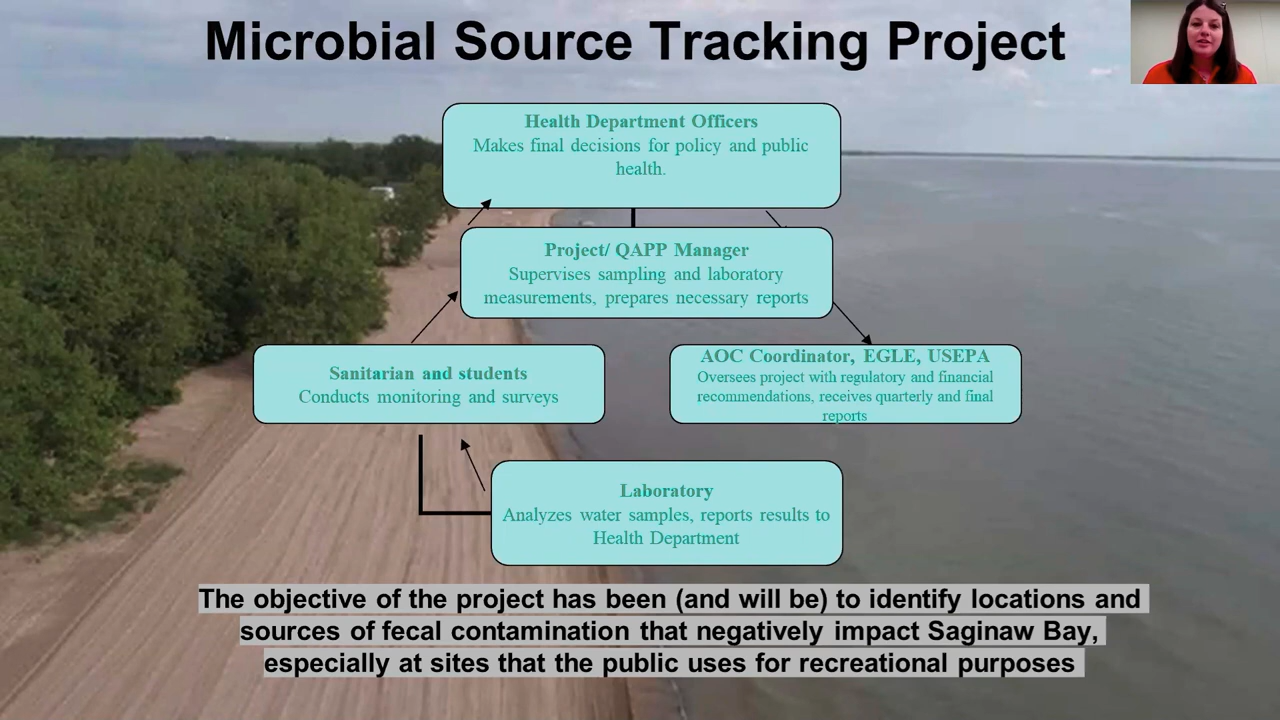 Microbial Source Tracking Project
Health Department Officers
Makes final decisions for policy and public
health.
Project/ QAPP Manager
Supervises sampling and laboratory
measurements, prepares necessary reports
Sanitarian and students
Conducts monitoring and surveys
AOC Coordinator, EGLE, USEPA
Oversees project with regulatory and financial
recommendations, receives quarterly and final
reports
Laboratory
Analyzes water samples, reports results to
Health Department
The objective of the project has been (and will be) to identify locations and
sources of fecal contamination that negatively impact Saginaw Bay,
especially at sites that the public uses for recreational purposes